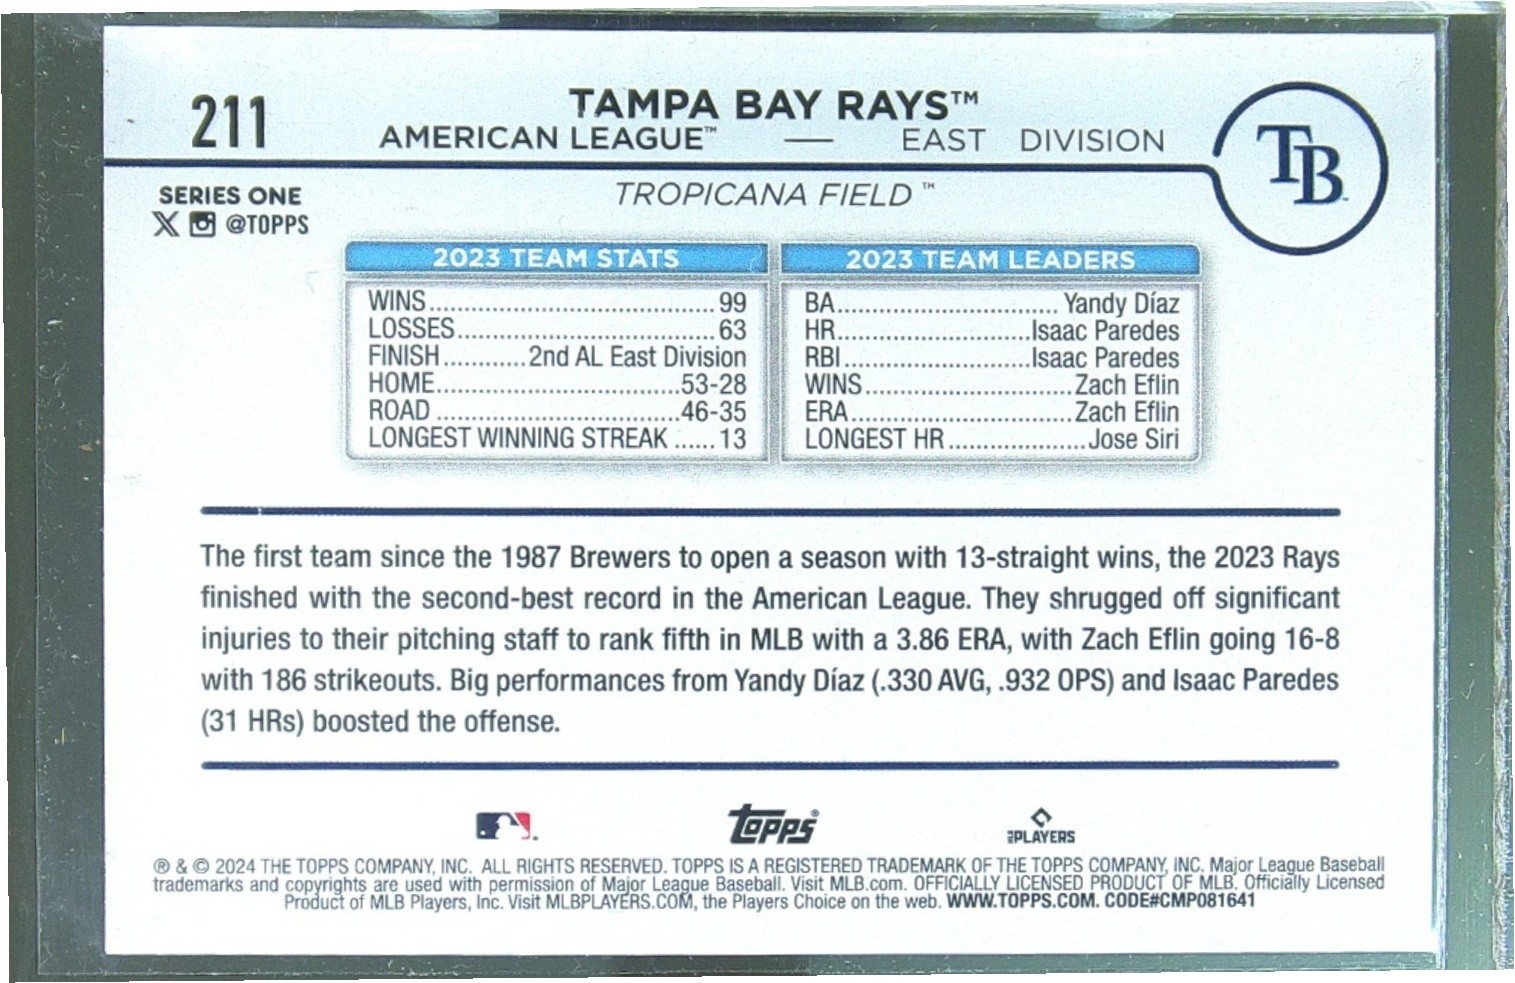 211
TAMPA BAY RAYS™
AMERICAN LEAGUE™ — EAST DIVISION
TB
SERIES ONE
@TOPPS
TROPICANA FIELD™
2023 TEAM STATS
WINS....................................... 99
LOSSES................................... 63
FINISH...........2nd AL East Division
HOME.................................53-28
ROAD .................................46-35
LONGEST WINNING STREAK ...... 13
2023 TEAM LEADERS
BA.............................. Yandy Díaz
HR...........................Isaac Paredes
RBI..........................Isaac Paredes
WINS.............................Zach Eflin
ERA...............................Zach Eflin
LONGEST HR...................Jose Siri
The first team since the 1987 Brewers to open a season with 13-straight wins, the 2023 Rays
finished with the second-best record in the American League. They shrugged off significant
injuries to their pitching staff to rank fifth in MLB with a 3.86 ERA, with Zach Eflin going 16-8
with 186 strikeouts. Big performances from Yandy Díaz (.330 AVG, .932 OPS) and Isaac Paredes
(31 HRs) boosted the offense.
Topps®
MLB PLAYERS
® & © 2024 THE TOPPS COMPANY, INC. ALL RIGHTS RESERVED. TOPPS IS A REGISTERED TRADEMARK OF THE TOPPS COMPANY, INC. Major League Baseball
trademarks and copyrights are used with permission of Major League Baseball. Visit MLB.com. OFFICIALLY LICENSED PRODUCT OF MLB. Officially Licensed
Product of MLB Players, Inc. Visit MLBPLAYERS.COM, the Players Choice on the web. WWW.TOPPS.COM. CODE#CMP081641